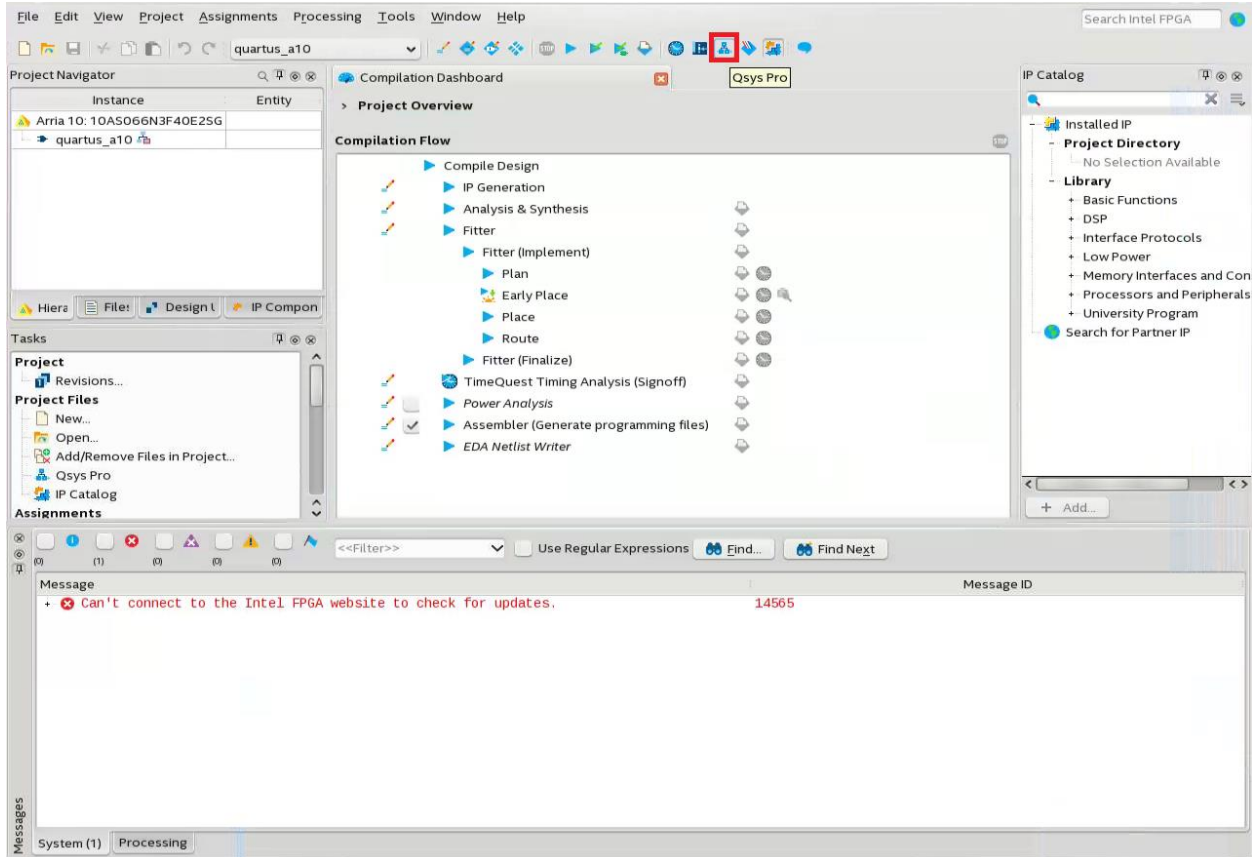 File Edit View Project Assignments Processing Tools Window Help
Search Intel FPGA
quartus_a10
Project Navigator
Instance Entity
Arria 10: 10AS066N3F40E2SG
quartus_a10
Hiera File: Design IP Compon
Tasks
Project
Revisions...
Project Files
New...
Open...
Add/Remove Files in Project...
Qsys Pro
IP Catalog
Assignments
Compilation Dashboard
Qsys Pro
> Project Overview
Compilation Flow
STOP
Compile Design
IP Generation
Analysis & Synthesis
Fitter
Fitter (Implement)
Plan
Early Place
Place
Route
Fitter (Finalize)
TimeQuest Timing Analysis (Signoff)
Power Analysis
Assembler (Generate programming files)
EDA Netlist Writer
IP Catalog
- Installed IP
- Project Directory
No Selection Available
- Library
+ Basic Functions
+ DSP
+ Interface Protocols
+ Low Power
+ Memory Interfaces and Con
+ Processors and Peripherals
+ University Program
Search for Partner IP
+ Add...
<<Filter>> Use Regular Expressions Find... Find Next
(0) (1) (0) (0) (0)
Message Message ID
+ Can't connect to the Intel FPGA website to check for updates. 14565
Messages
System (1) Processing